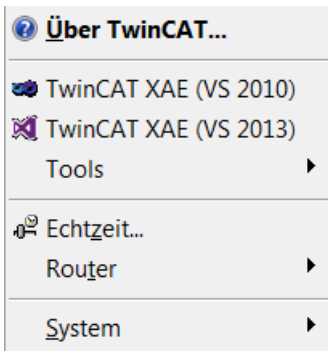 Über TwinCAT...
TwinCAT XAE (VS 2010)
TwinCAT XAE (VS 2013)
Tools
Echtzeit...
Router
System